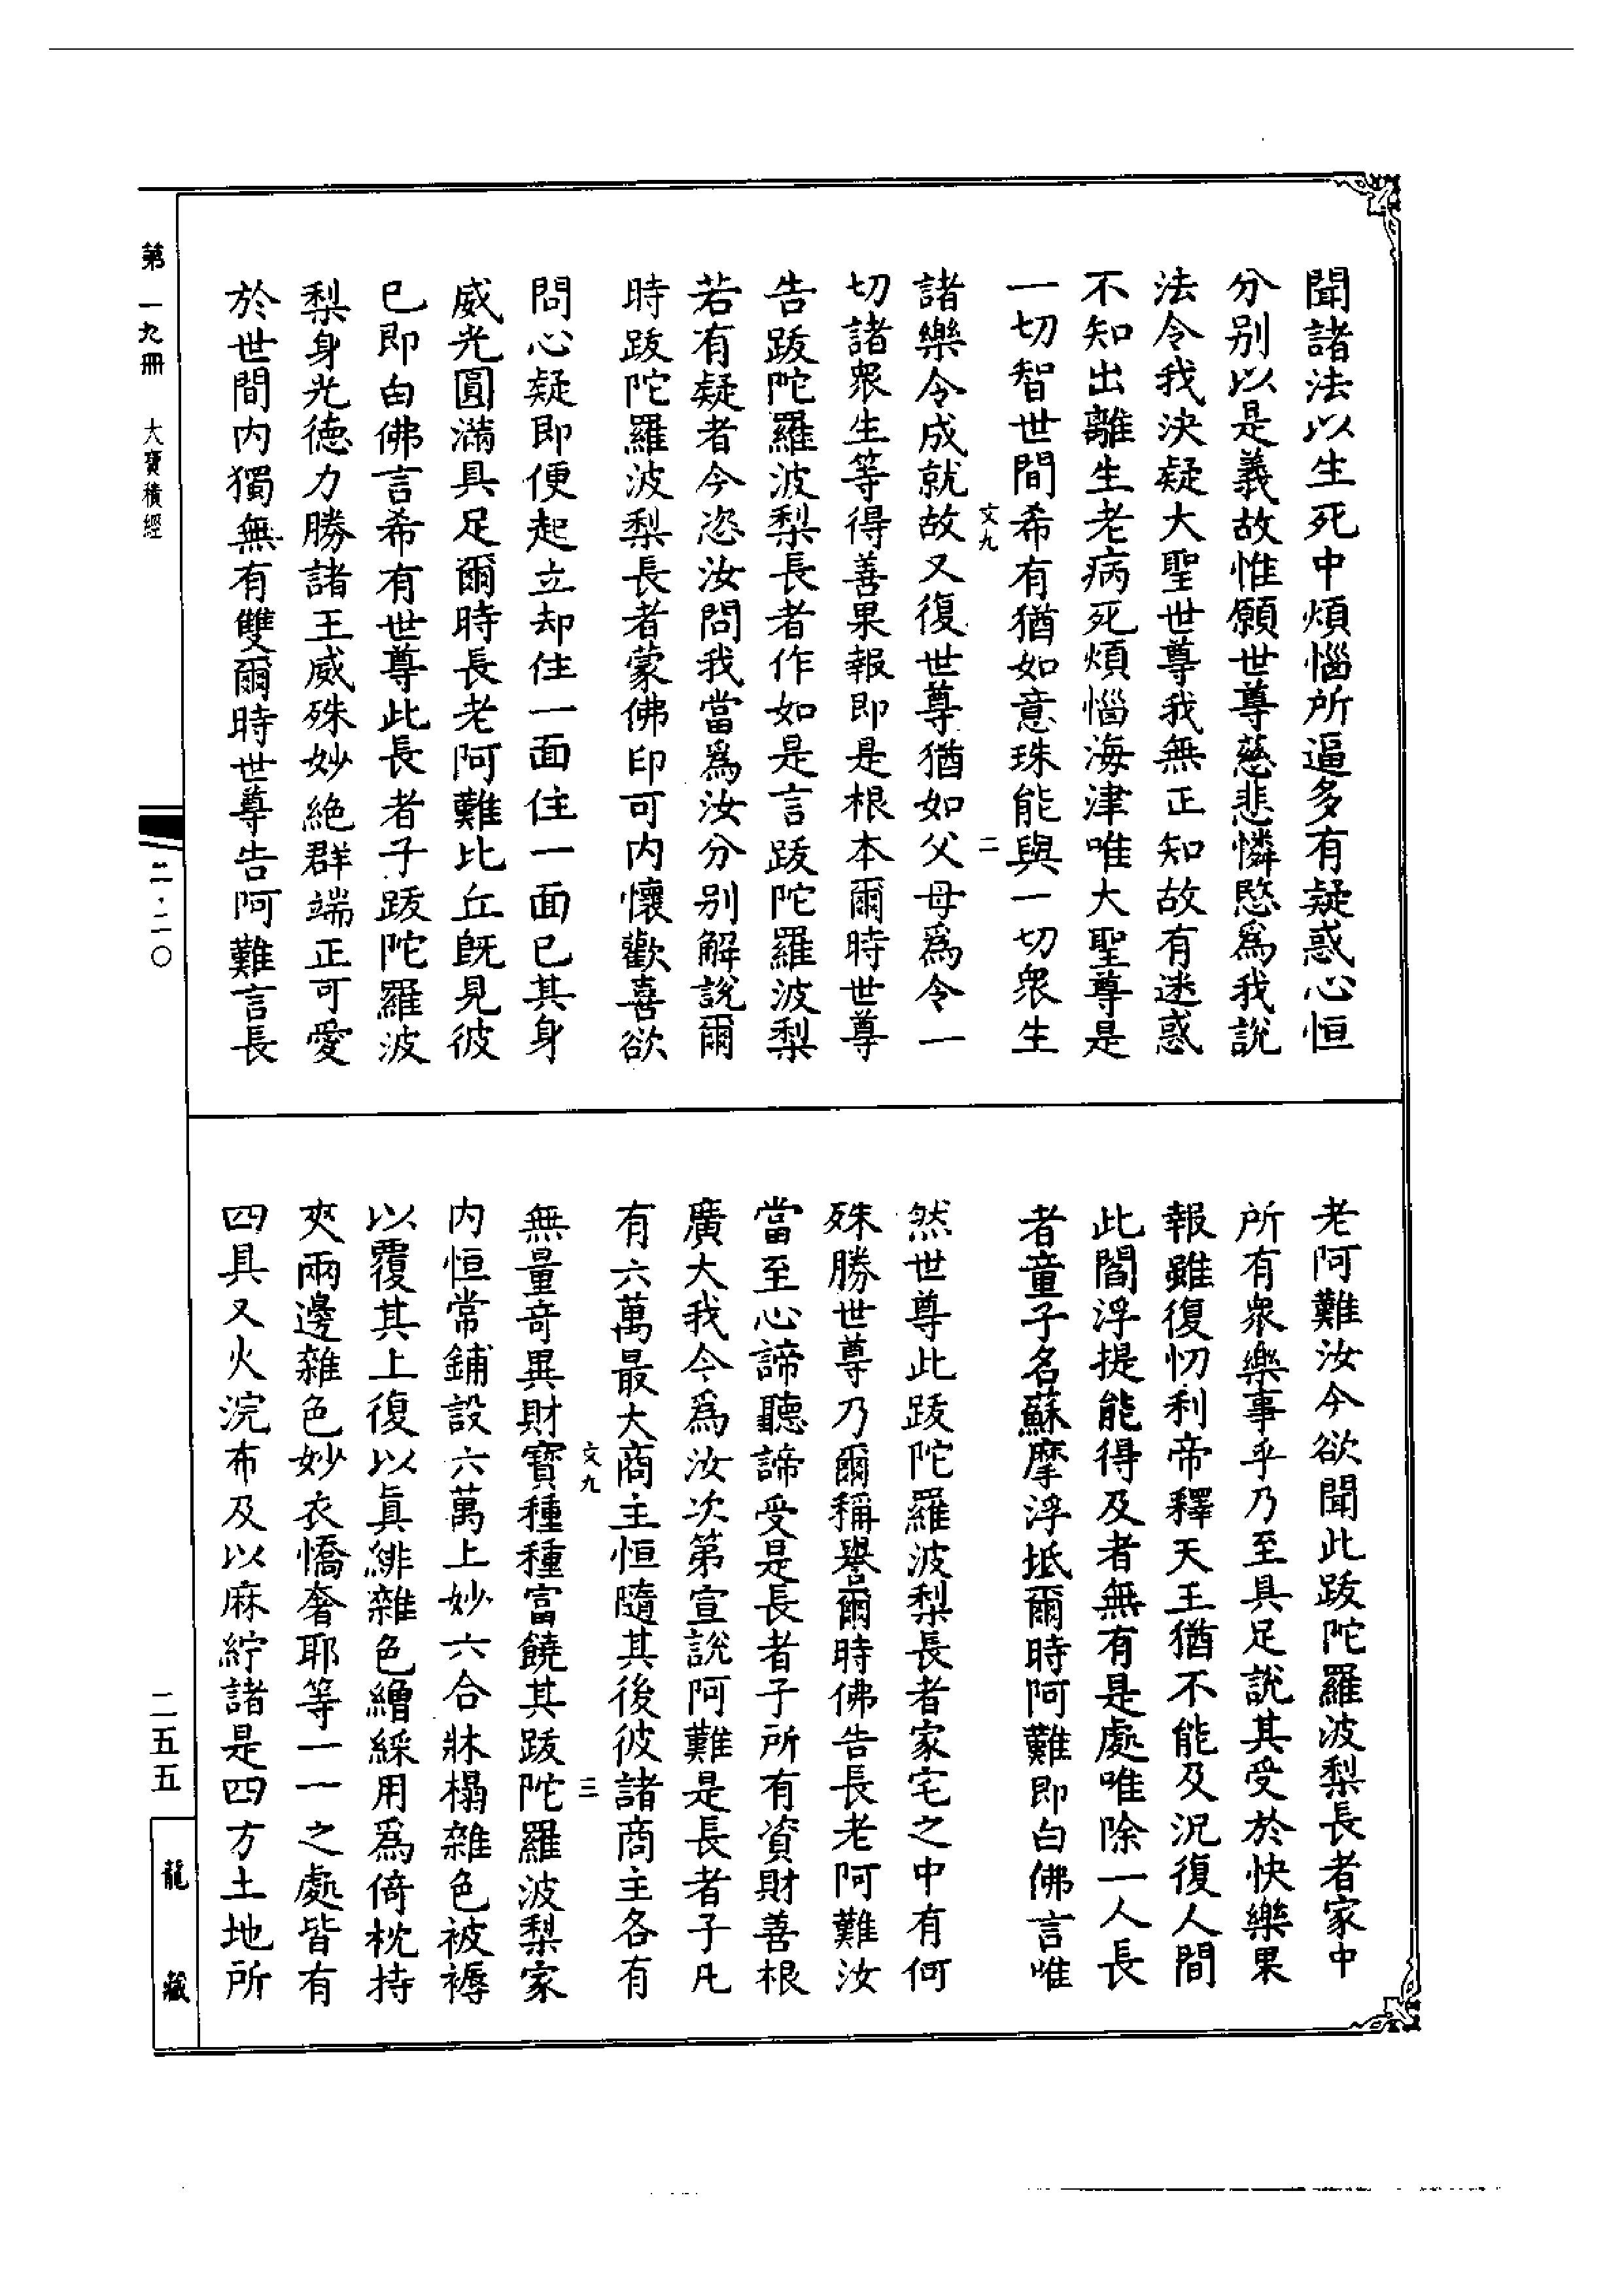 聞諸法以生死中煩惱所逼多有疑惑心恒
分別以是義故惟願世尊慈悲憐愍爲我說
法令我決疑大聖世尊我無正知故有迷惑
不知出離生老病死煩惱海津唯大聖尊是
一切智世間希有猶如意珠能與一切衆生
文九 二
諸樂令成就故又復世尊猶如父母爲令一
切諸衆生等得善果報即是根本爾時世尊
告跋陀羅波梨長者作如是言跋陀羅波梨
若有疑者今恣汝問我當爲汝分別解說爾
時跋陀羅波梨長者蒙佛印可内懷歡喜欲
問心疑即便起立却住一面住一面已其身
威光圓滿具足爾時長老阿難比丘既見彼
已即白佛言希有世尊此長者子跋陀羅波
梨身光德力勝諸王威殊妙絶群端正可愛
於世間内獨無有雙爾時世尊告阿難言長
老阿難汝今欲聞此跋陀羅波梨長者家中
所有衆樂事乎乃至具足說其受於快樂果
報雖復忉利帝釋天王猶不能及況復人間
此閻浮提能得及者無有是處唯除一人長
者童子名蘇摩浮坻爾時阿難即白佛言唯
然世尊此跋陀羅波梨長者家宅之中有何
殊勝世尊乃爾稱譽爾時佛告長老阿難汝
當至心諦聽諦受是長者子所有資財善根
廣大我今爲汝次第宣說阿難是長者子凡
有六萬最大商主恒隨其後彼諸商主各有
文九 三
無量奇異財寶種種富饒其跋陀羅波梨家
内恒常鋪設六萬上妙六合牀榻雜色被褥
以覆其上復以眞緋雜色繒綵用爲倚枕持
夾兩邊雜色妙衣憍奢耶等一一之處皆有
四具又火浣布及以麻紵諸是四方土地所
第一九冊 大寶積經
二·二〇
二五五
龍藏